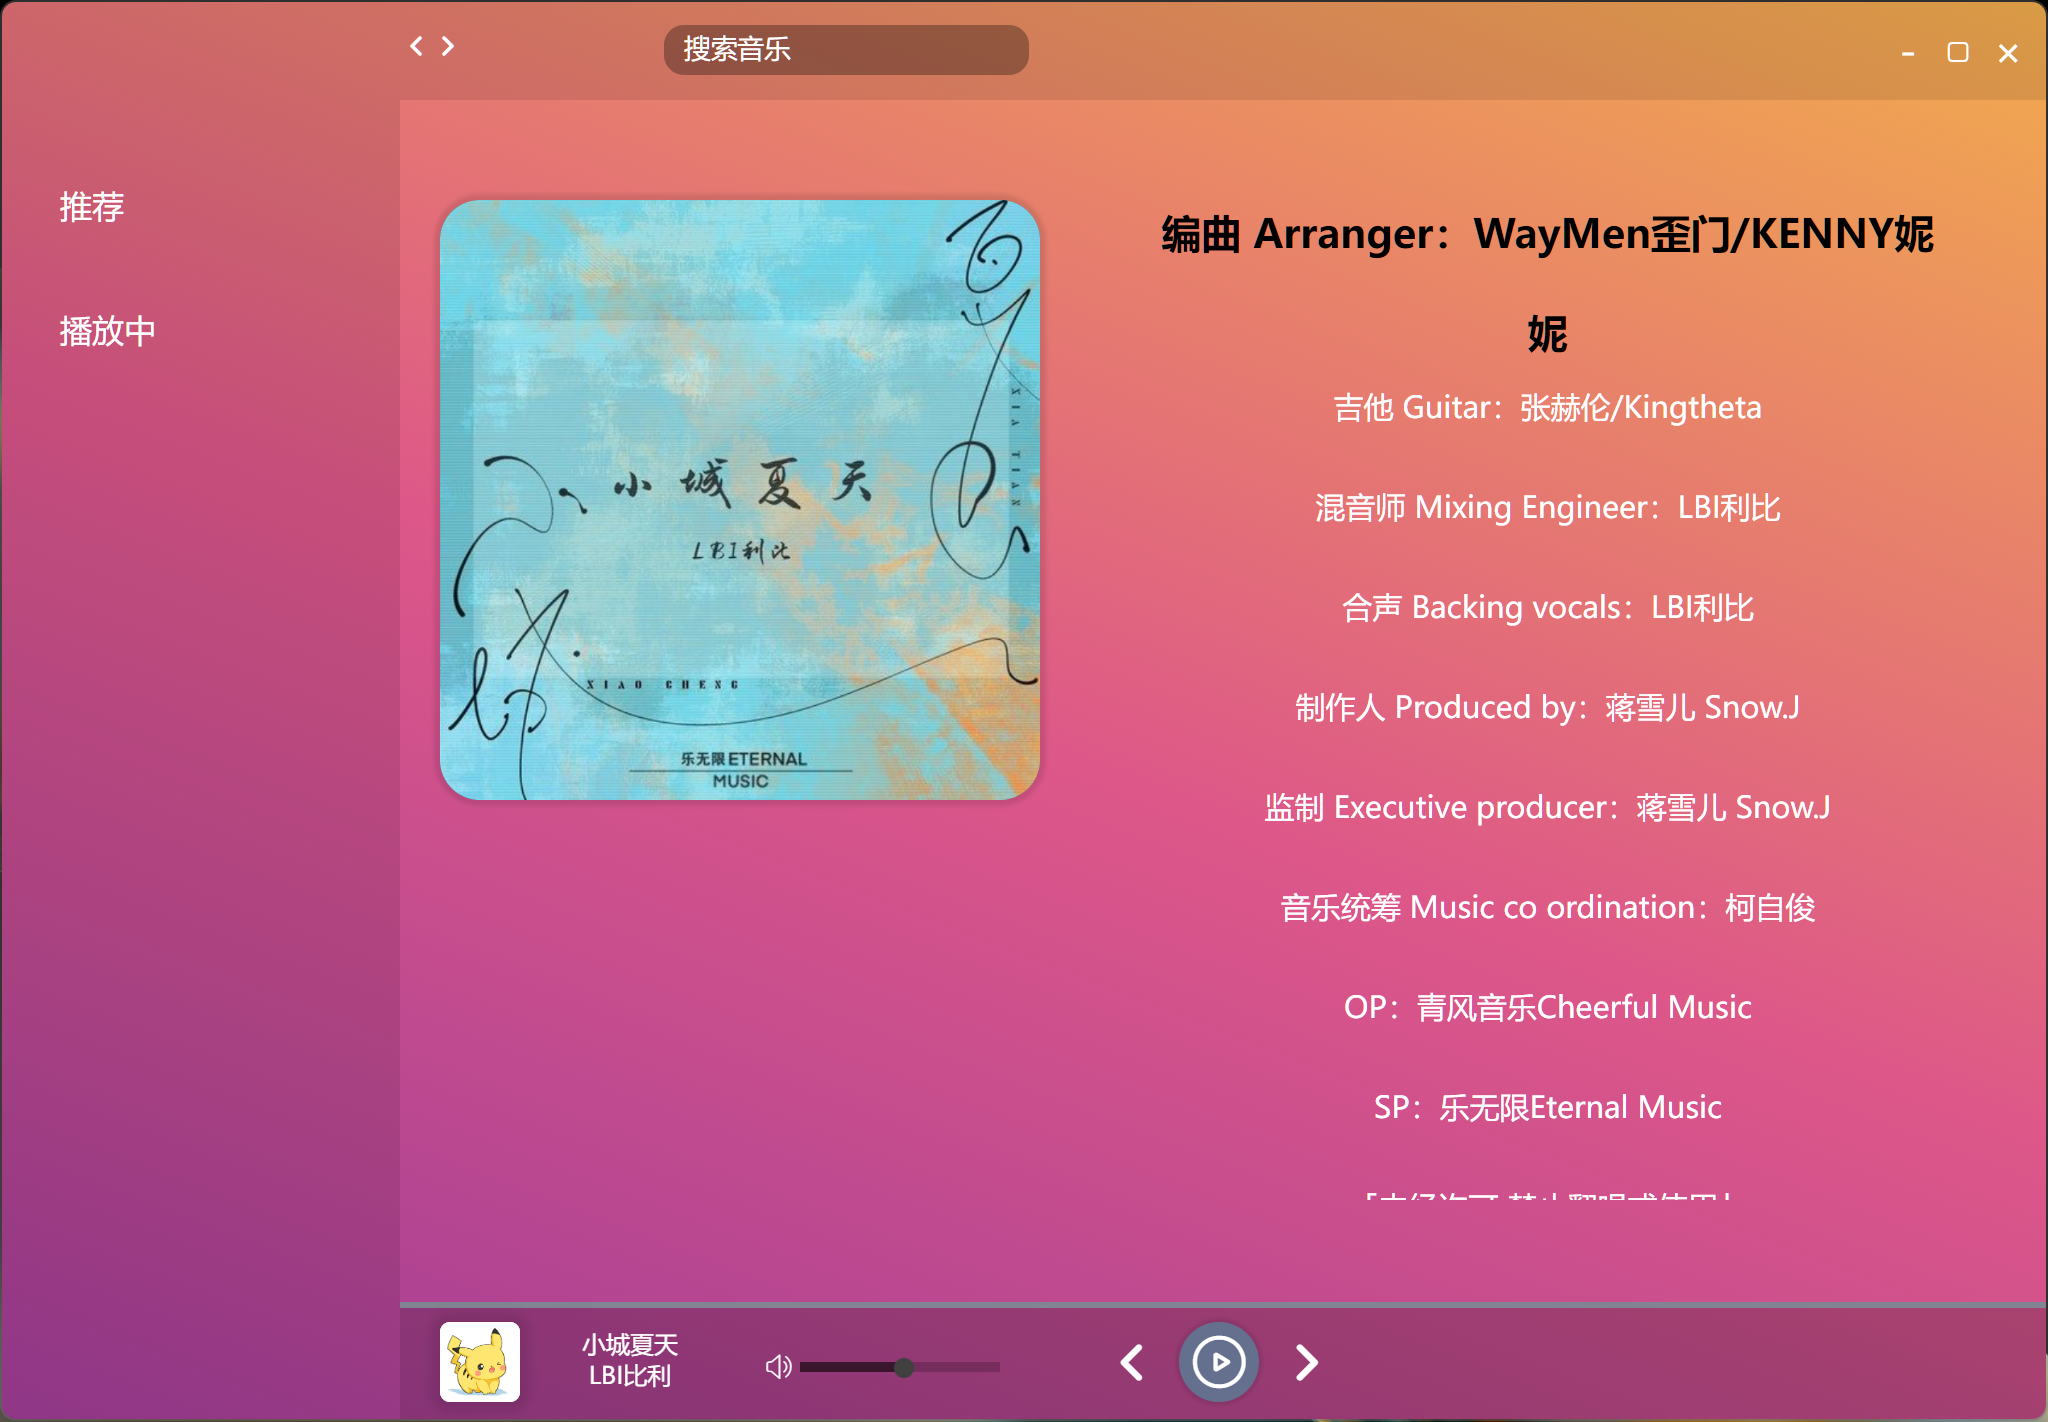 搜索音乐
推荐
播放中
小城夏天
LBI利比
XIA TIAN
XIAO CHENG
乐无限ETERNAL
MUSIC
编曲 Arranger：WayMen歪门/KENNY妮
妮
吉他 Guitar：张赫伦/Kingtheta
混音师 Mixing Engineer：LBI利比
合声 Backing vocals：LBI利比
制作人 Produced by：蒋雪儿 Snow.J
监制 Executive producer：蒋雪儿 Snow.J
音乐统筹 Music co ordination：柯自俊
OP：青风音乐Cheerful Music
SP：乐无限Eternal Music
小城夏天
LBI比利